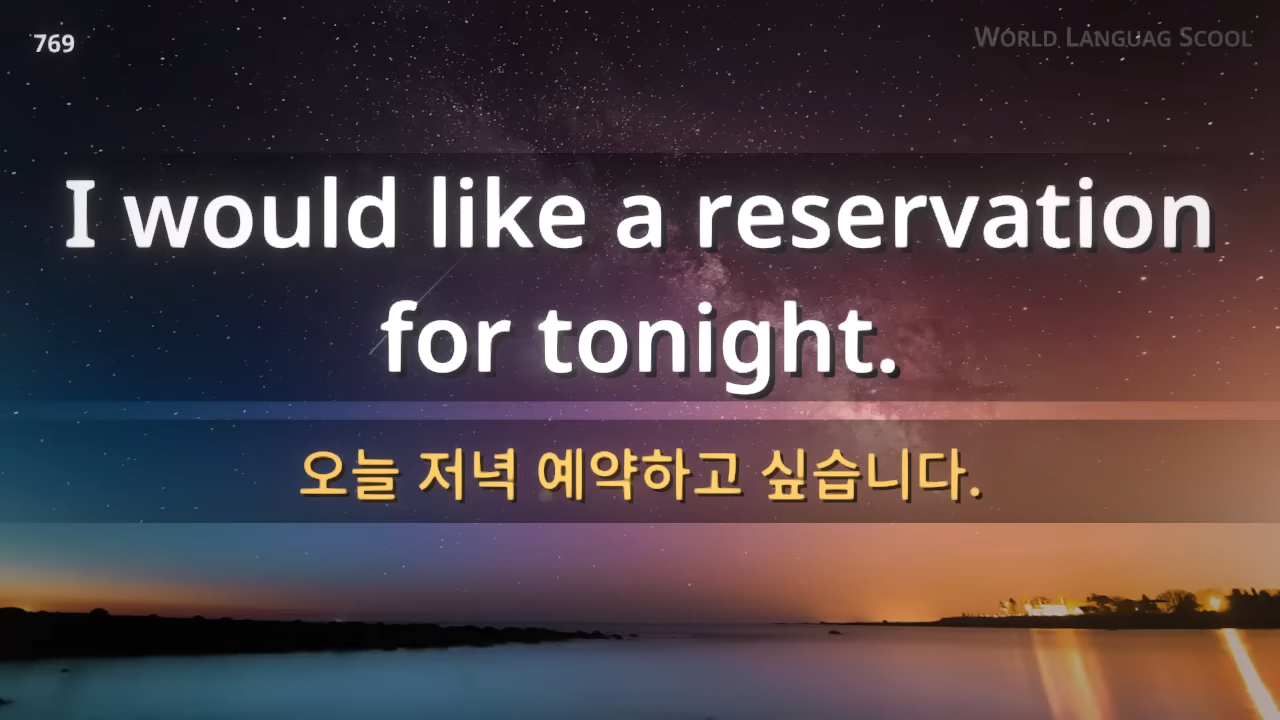 769
WORLD LANGUAG SCOOL
I would like a reservation
for tonight.
오늘 저녁 예약하고 싶습니다.